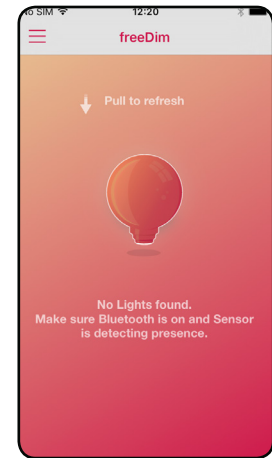 No SIM 12:20
freeDim
Pull to refresh
No Lights found.
Make sure Bluetooth is on and Sensor
is detecting presence.